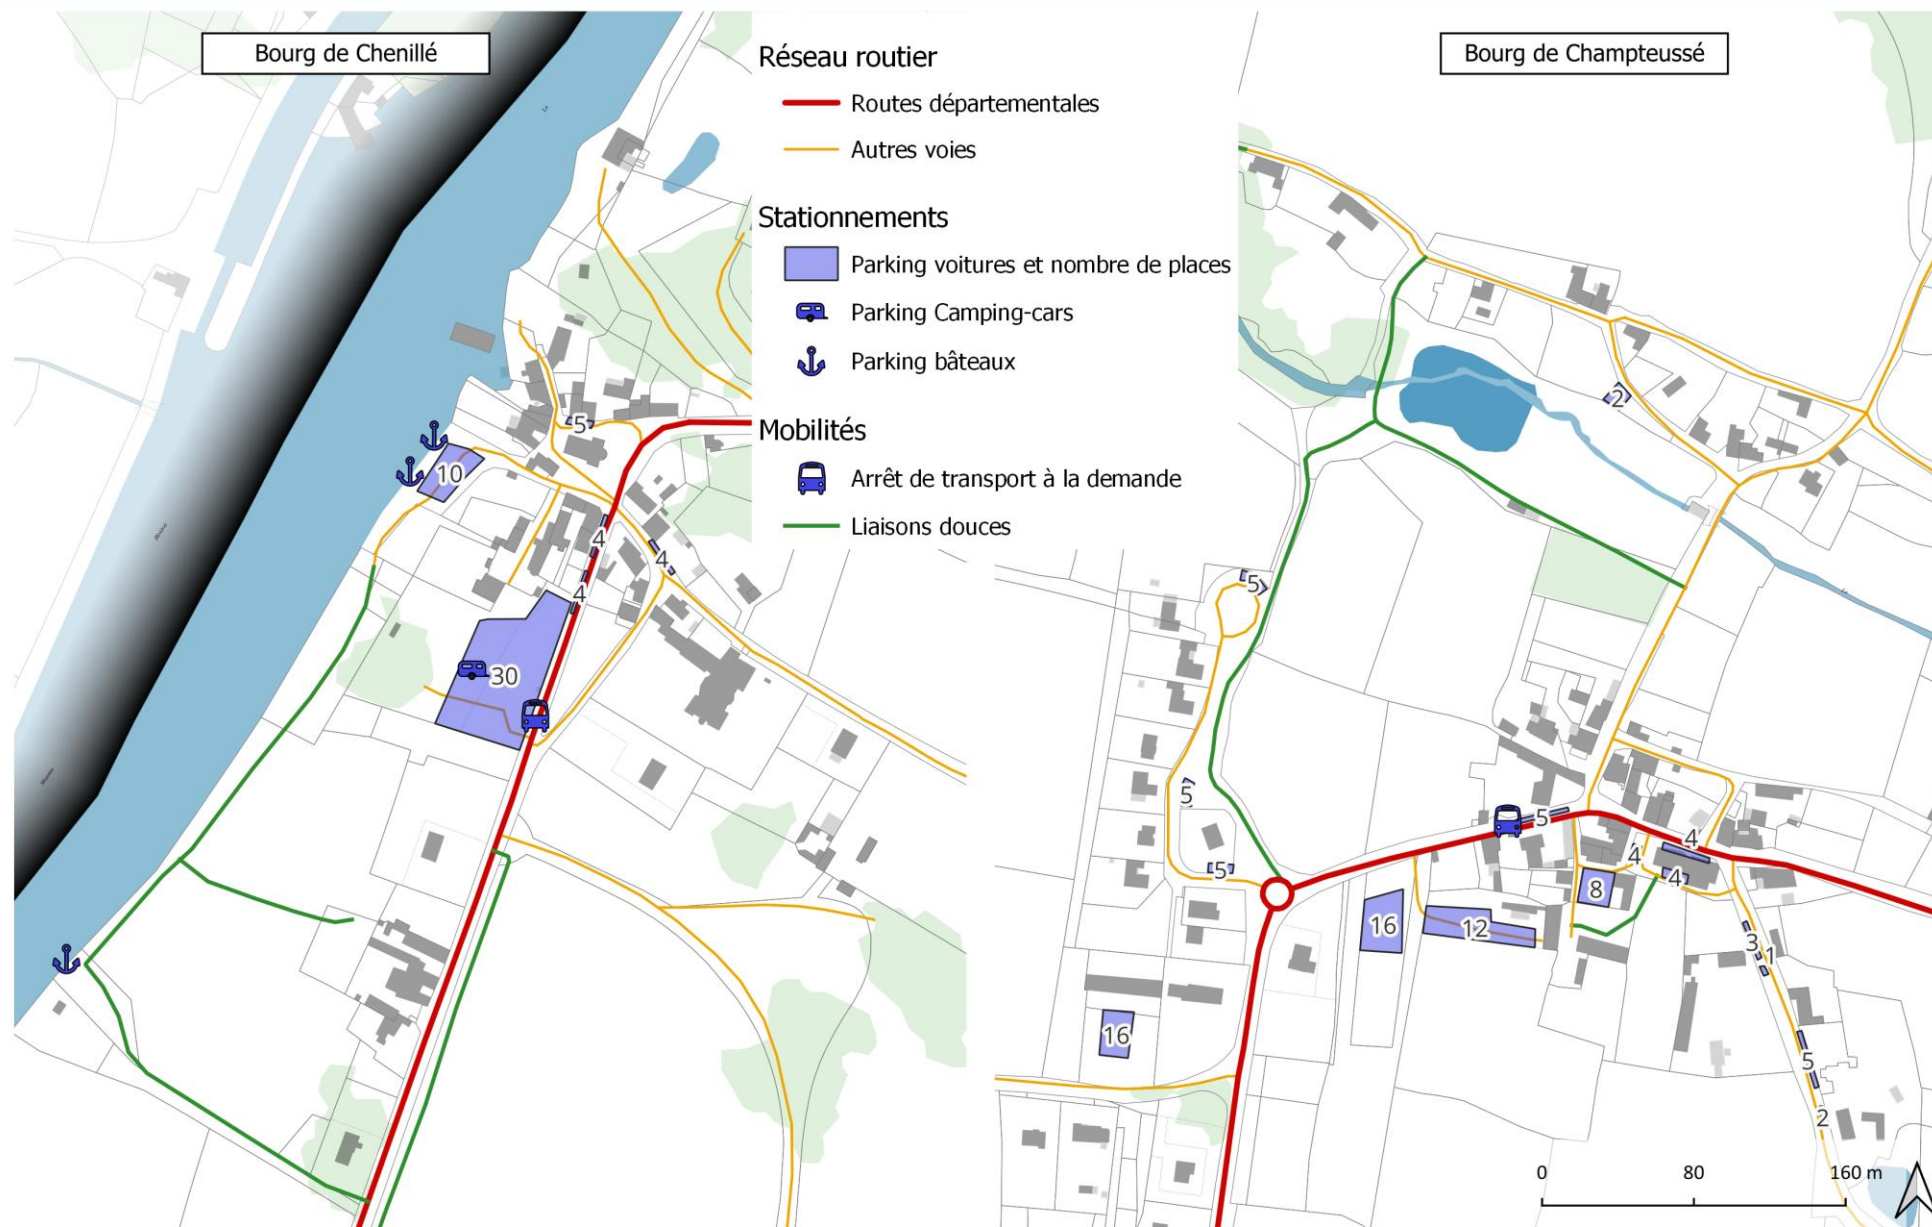 Bourg de Chenillé
Réseau routier
Routes départementales
Autres voies
Stationnements
Parking voitures et nombre de places
Parking Camping-cars
Parking bâteaux
Mobilités
Arrêt de transport à la demande
Liaisons douces
Bourg de Champteussé
5
10
4
4
4
30
2
5
5
5
5
4
4
4
8
16
12
3
1
16
5
2
0 80 160 m